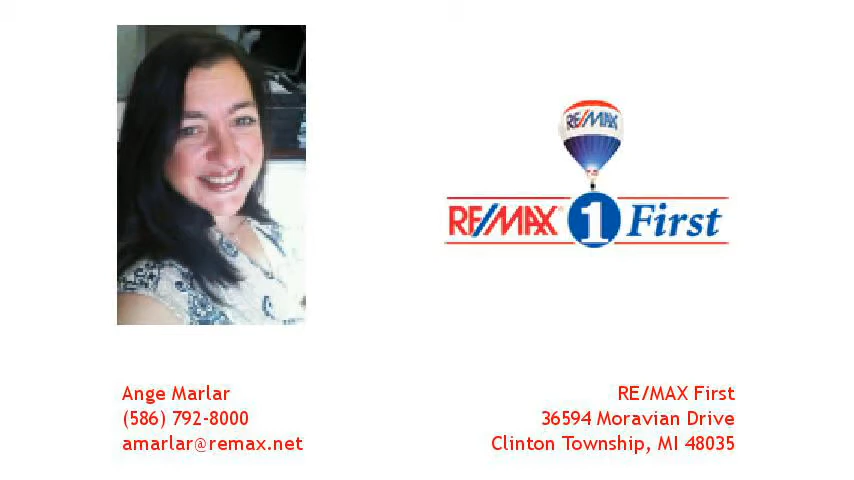 RE/MAX
RE/MAX 1 First
Ange Marlar
(586) 792-8000
amarlar@remax.net
RE/MAX First
36594 Moravian Drive
Clinton Township, MI 48035